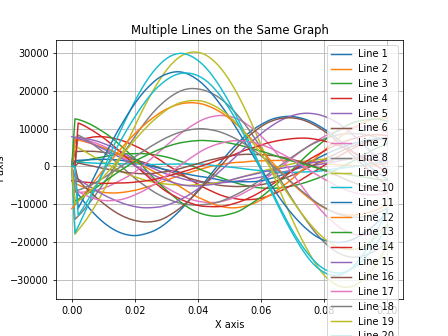 Multiple Lines on the Same Graph
30000
20000
10000
0
−10000
−20000
−30000
0.00
0.02
0.04
0.06
X axis
Line 1
Line 2
Line 3
Line 4
Line 5
Line 6
Line 7
Line 8
Line 9
Line 10
Line 11
Line 12
Line 13
Line 14
Line 15
Line 16
Line 17
Line 18
Line 19